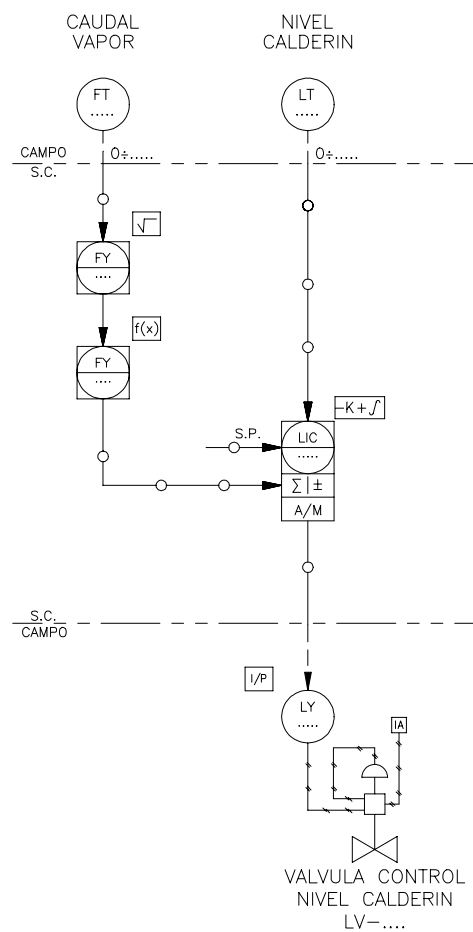 CAUDAL
VAPOR
NIVEL
CALDERIN
FT
.....
LT
.....
CAMPO
S.C.
0÷.....
0÷.....
√
FY
....
f(x)
FY
....
-K+∫
S.P.
LIC
.....
∑|±
A/M
S.C.
CAMPO
I/P
LY
.....
IA
VALVULA CONTROL
NIVEL CALDERIN
LV-....